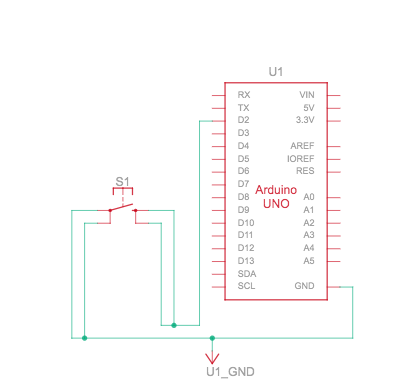 U1
RX
VIN
TX
5V
D2
3.3V
D3
D4
AREF
D5
IOREF
D6
RES
D7
S1
Arduino
UNO
D8
A0
D9
A1
D10
A2
D11
A3
D12
A4
D13
A5
SDA
SCL
GND
U1_GND